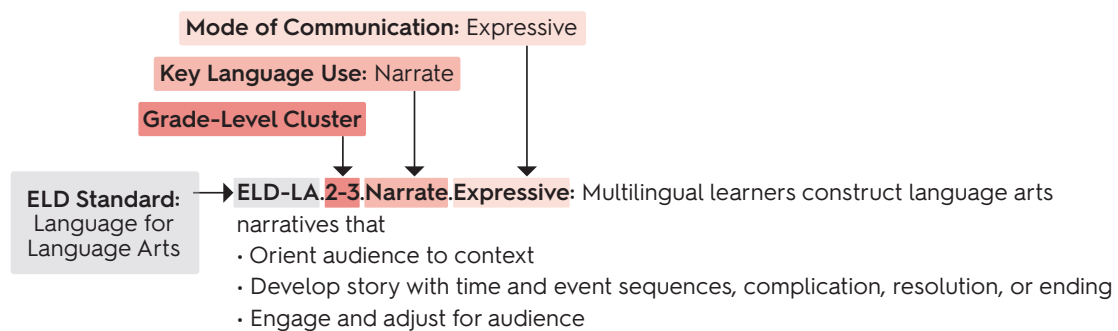 Mode of Communication: Expressive
Key Language Use: Narrate
Grade-Level Cluster
ELD Standard:
Language for
Language Arts
ELD-LA.2-3.Narrate.Expressive: Multilingual learners construct language arts
narratives that
• Orient audience to context
• Develop story with time and event sequences, complication, resolution, or ending
• Engage and adjust for audience